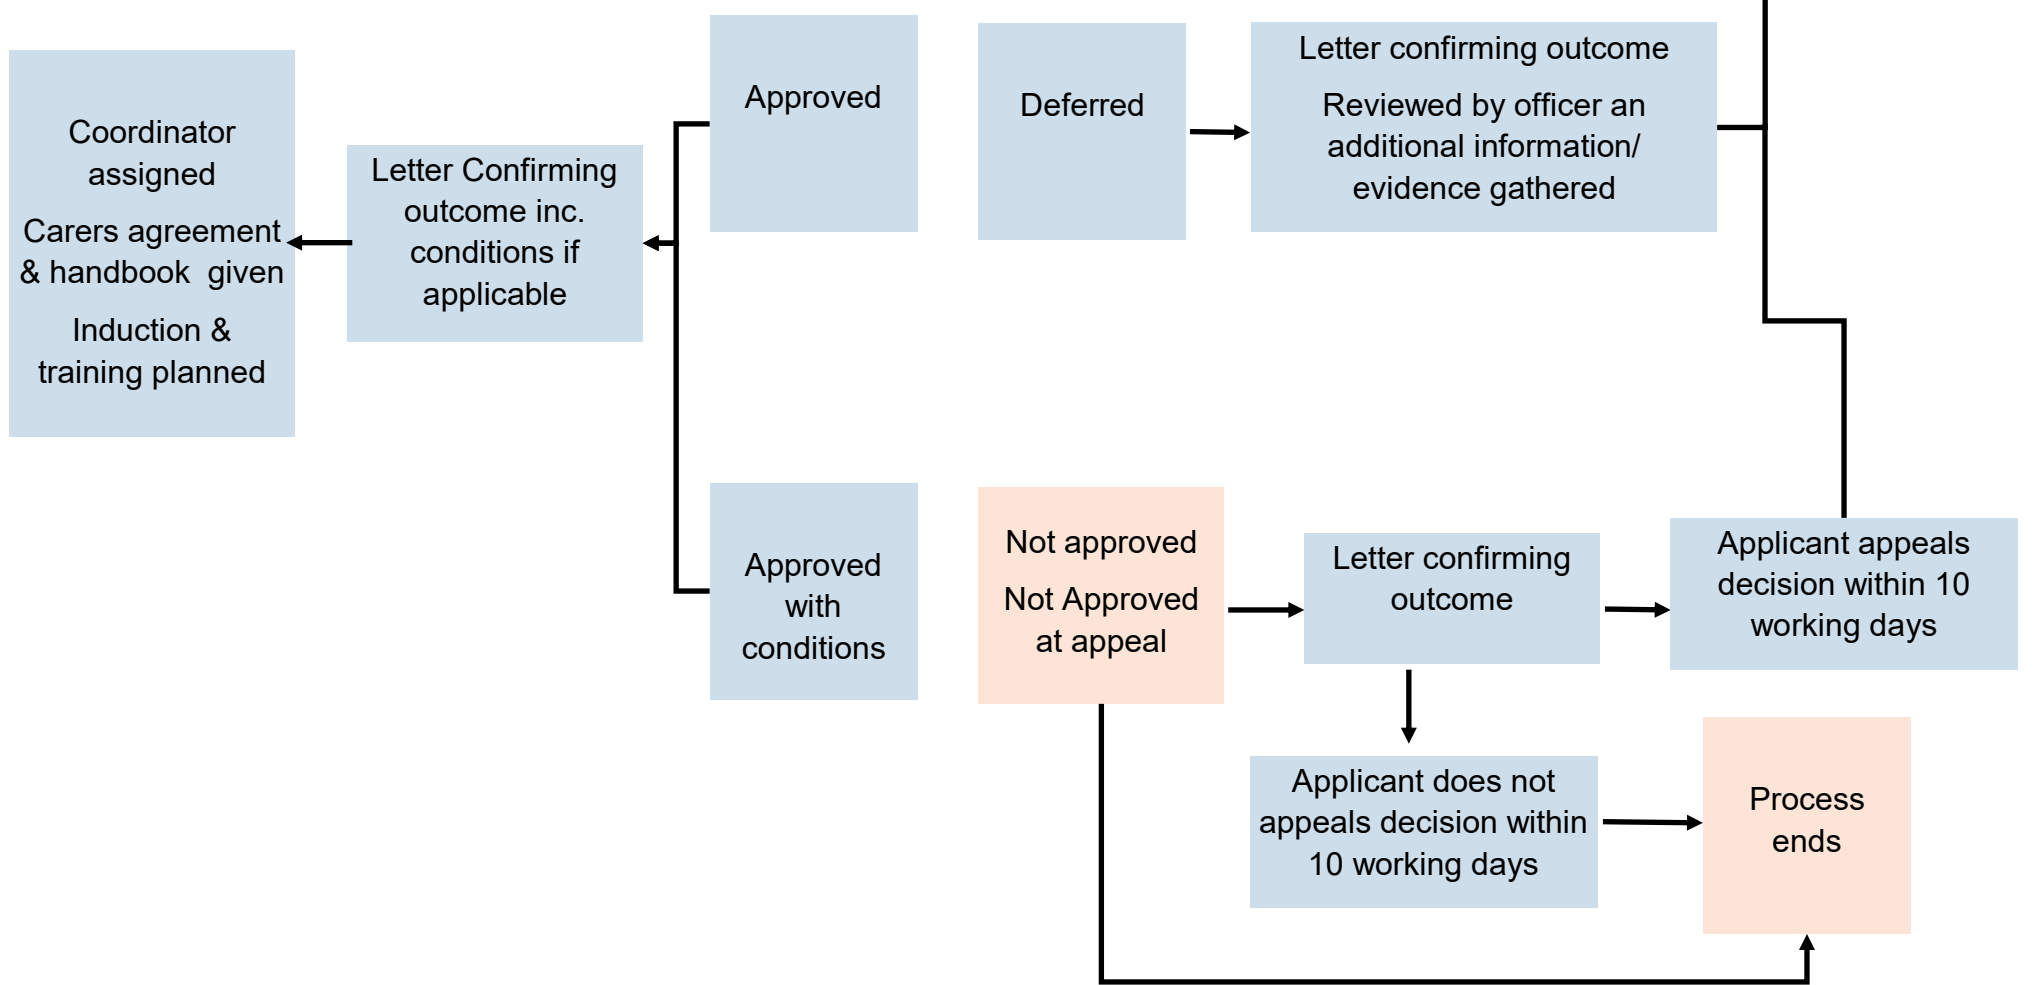 Coordinator
assigned
Carers agreement
& handbook  given
Induction &
training planned
Letter Confirming
outcome inc.
conditions if
applicable
Approved
Approved
with
conditions
Deferred
Letter confirming outcome
Reviewed by officer an
additional information/
evidence gathered
Not approved
Not Approved
at appeal
Letter confirming
outcome
Applicant appeals
decision within 10
working days
Applicant does not
appeals decision within
10 working days
Process
ends